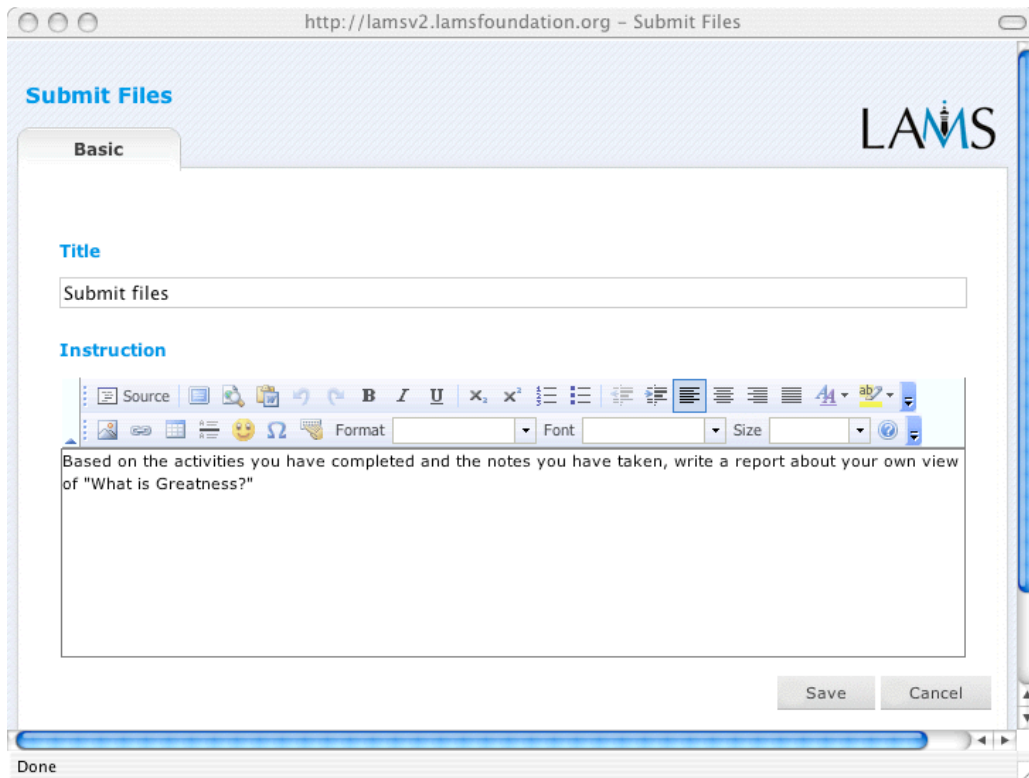 http://lamsv2.lamsfoundation.org – Submit Files
Submit Files
LAMS
Basic
Title
Submit files
Instruction
Source B I U x₂ x²
Format Font Size
Based on the activities you have completed and the notes you have taken, write a report about your own view
of "What is Greatness?"
Save Cancel
Done